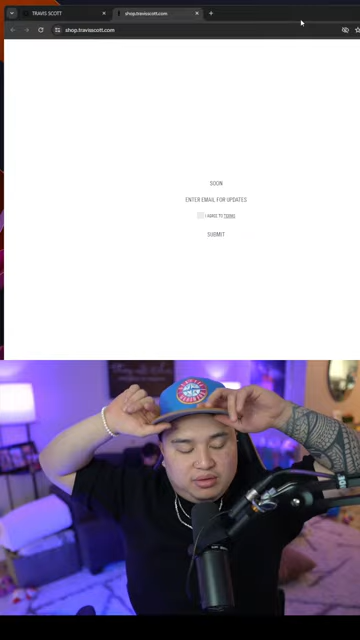 TRAVIS SCOTT
shop.travisscott.com
shop.travisscott.com
SOON
ENTER EMAIL FOR UPDATES
I AGREE TO TERMS
SUBMIT